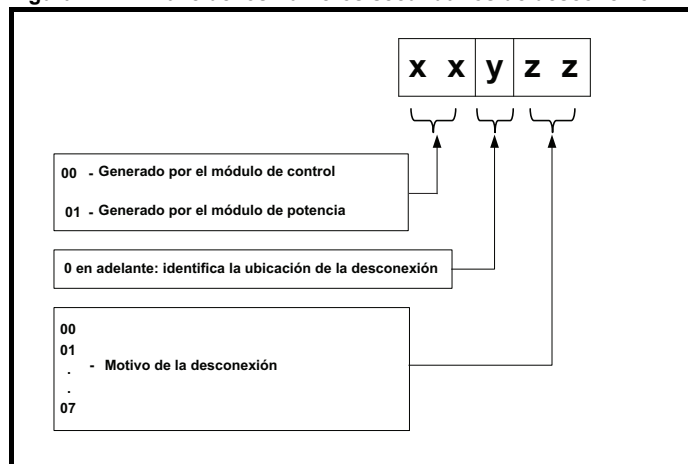 x x y z z
00 - Generado por el módulo de control
01 - Generado por el módulo de potencia
0 en adelante: identifica la ubicación de la desconexión
00
01
.
- Motivo de la desconexión
.
07